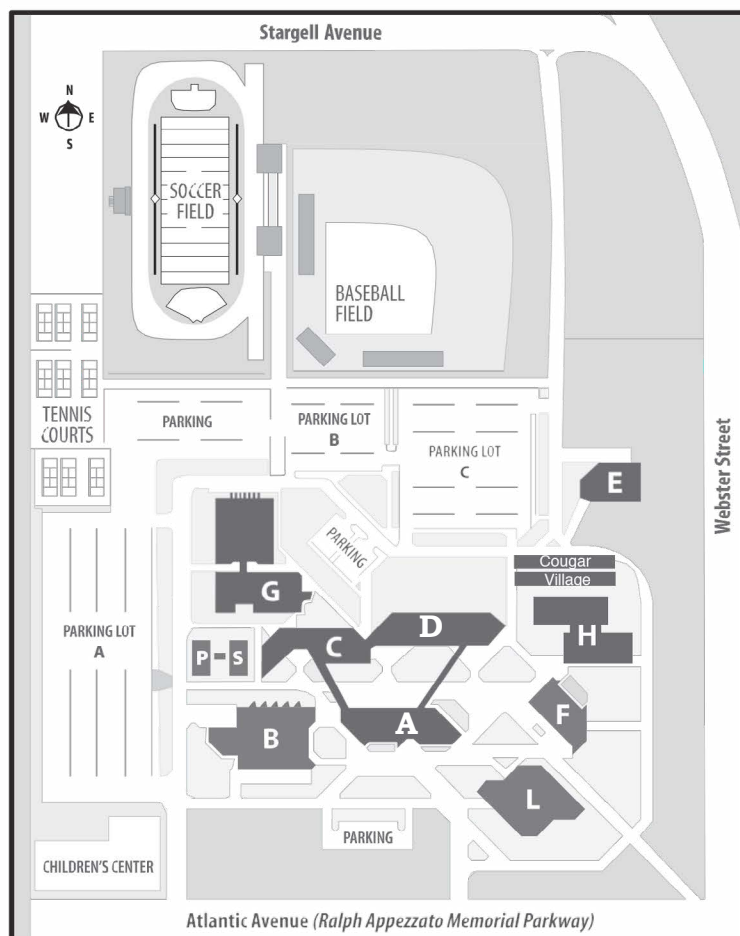 Stargell Avenue
N
W E
S
SOCCER
FIELD
BASEBALL
FIELD
TENNIS
COURTS
PARKING
PARKING LOT
B
PARKING LOT
C
E
Webster Street
PARKING
Cougar
Village
G
H
D
C
PARKING LOT
A
P
S
F
A
B
L
PARKING
CHILDREN'S CENTER
Atlantic Avenue (Ralph Appezzato Memorial Parkway)